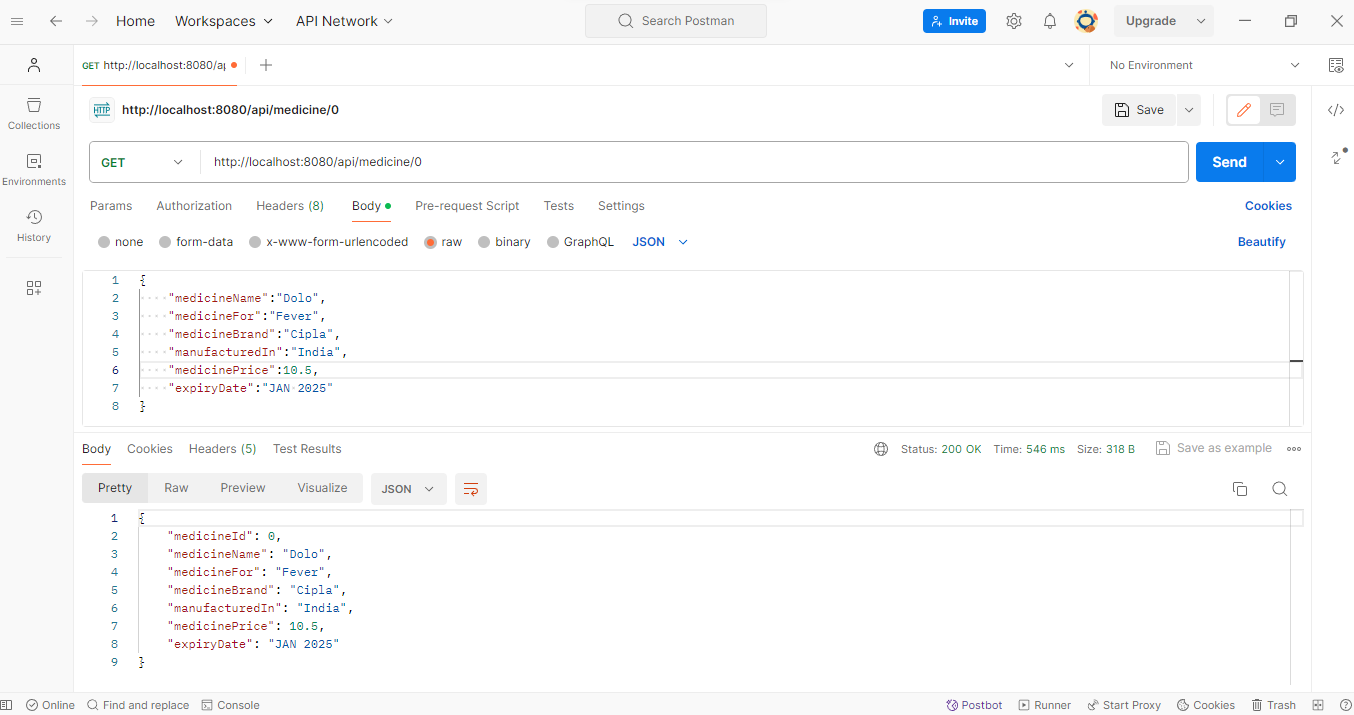 Home Workspaces API Network Search Postman Invite Upgrade
GET http://localhost:8080/ap No Environment
HTTP http://localhost:8080/api/medicine/0 Save
Collections
GET http://localhost:8080/api/medicine/0 Send
Environments
Params Authorization Headers (8) Body Pre-request Script Tests Settings Cookies
History
none form-data x-www-form-urlencoded raw binary GraphQL JSON Beautify
1 {
2 "medicineName":"Dolo",
3 "medicineFor":"Fever",
4 "medicineBrand":"Cipla",
5 "manufacturedIn":"India",
6 "medicinePrice":10.5,
7 "expiryDate":"JAN 2025"
8 }
Body Cookies Headers (5) Test Results Status: 200 OK Time: 546 ms Size: 318 B Save as example
Pretty Raw Preview Visualize JSON
1 {
2 "medicineId": 0,
3 "medicineName": "Dolo",
4 "medicineFor": "Fever",
5 "medicineBrand": "Cipla",
6 "manufacturedIn": "India",
7 "medicinePrice": 10.5,
8 "expiryDate": "JAN 2025"
9 }
Online Find and replace Console Postbot Runner Start Proxy Cookies Trash